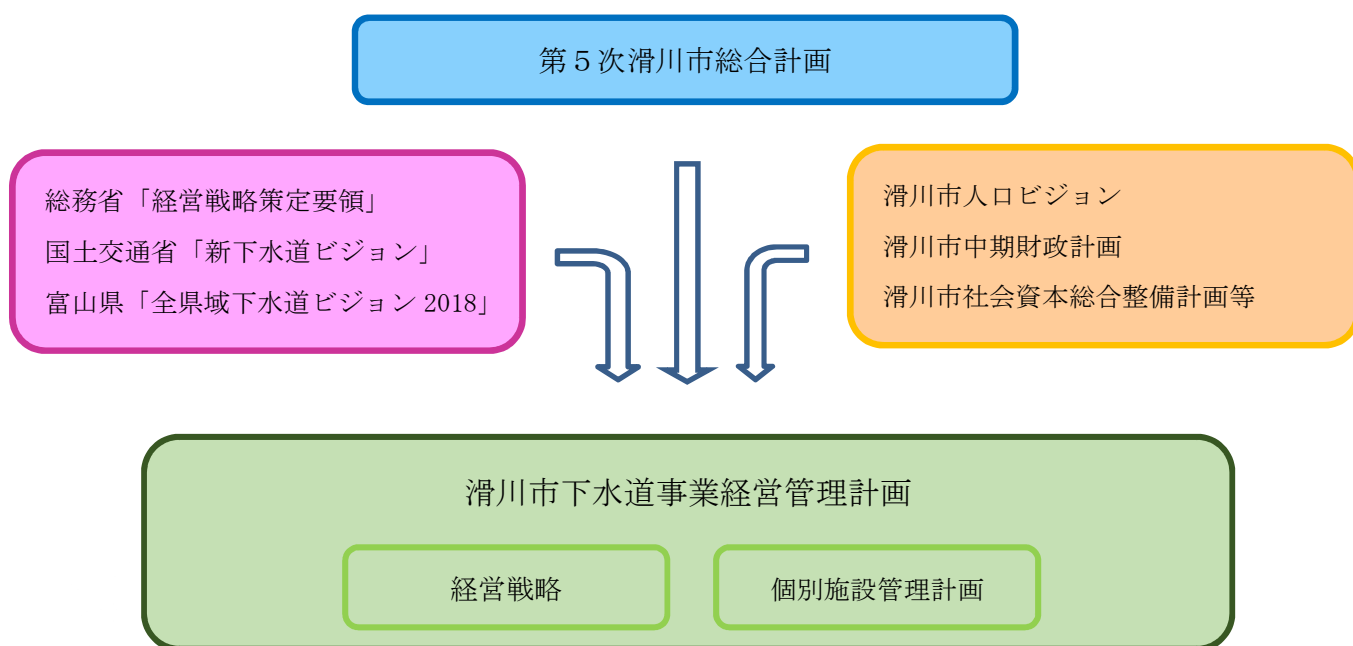 第５次滑川市総合計画
総務省「経営戦略策定要領」
国土交通省「新下水道ビジョン」
富山県「全県域下水道ビジョン 2018」
滑川市人口ビジョン
滑川市中期財政計画
滑川市社会資本総合整備計画等
滑川市下水道事業経営管理計画
経営戦略
個別施設管理計画